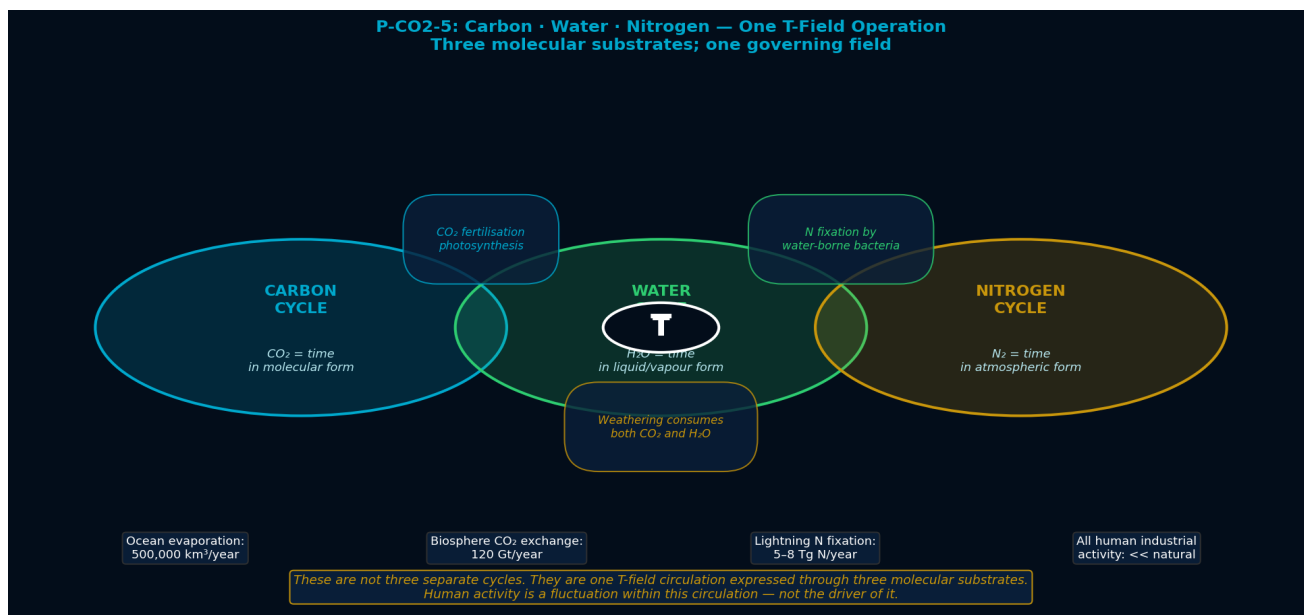 P-CO2-5: Carbon · Water · Nitrogen — One T-Field Operation
Three molecular substrates; one governing field
CO₂ fertilisation
photosynthesis
N fixation by
water-borne bacteria
CARBON
CYCLE
WATER
NITROGEN
CYCLE
T
CO₂ = time
in molecular form
H₂O = time
in liquid/vapour form
N₂ = time
in atmospheric form
Weathering consumes
both CO₂ and H₂O
Ocean evaporation:
500,000 km³/year
Biosphere CO₂ exchange:
120 Gt/year
Lightning N fixation:
5–8 Tg N/year
All human industrial
activity: << natural
These are not three separate cycles. They are one T-field circulation expressed through three molecular substrates.
Human activity is a fluctuation within this circulation — not the driver of it.